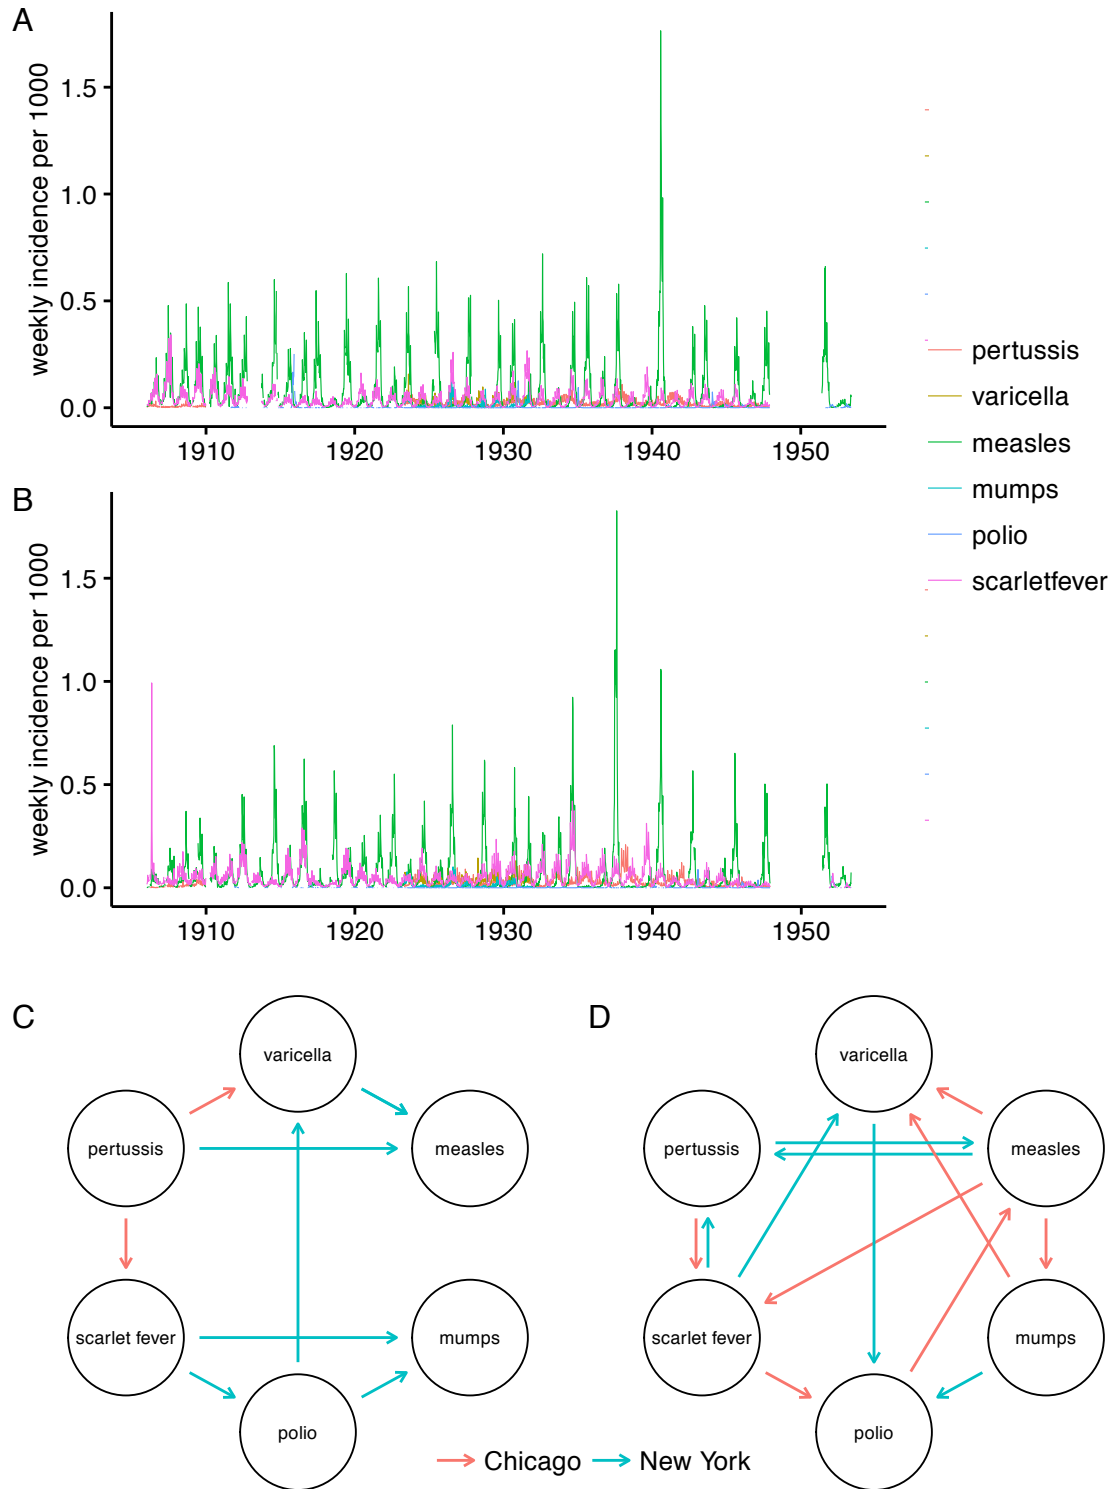 A
weekly incidence per 1000
1.5
1.0
0.5
0.0
1910 1920 1930 1940 1950
pertussis
varicella
measles
mumps
polio
scarletfever
B
weekly incidence per 1000
1.5
1.0
0.5
0.0
1910 1920 1930 1940 1950
C
varicella
pertussis
measles
scarlet fever
mumps
polio
D
varicella
pertussis
measles
scarlet fever
mumps
polio
Chicago New York